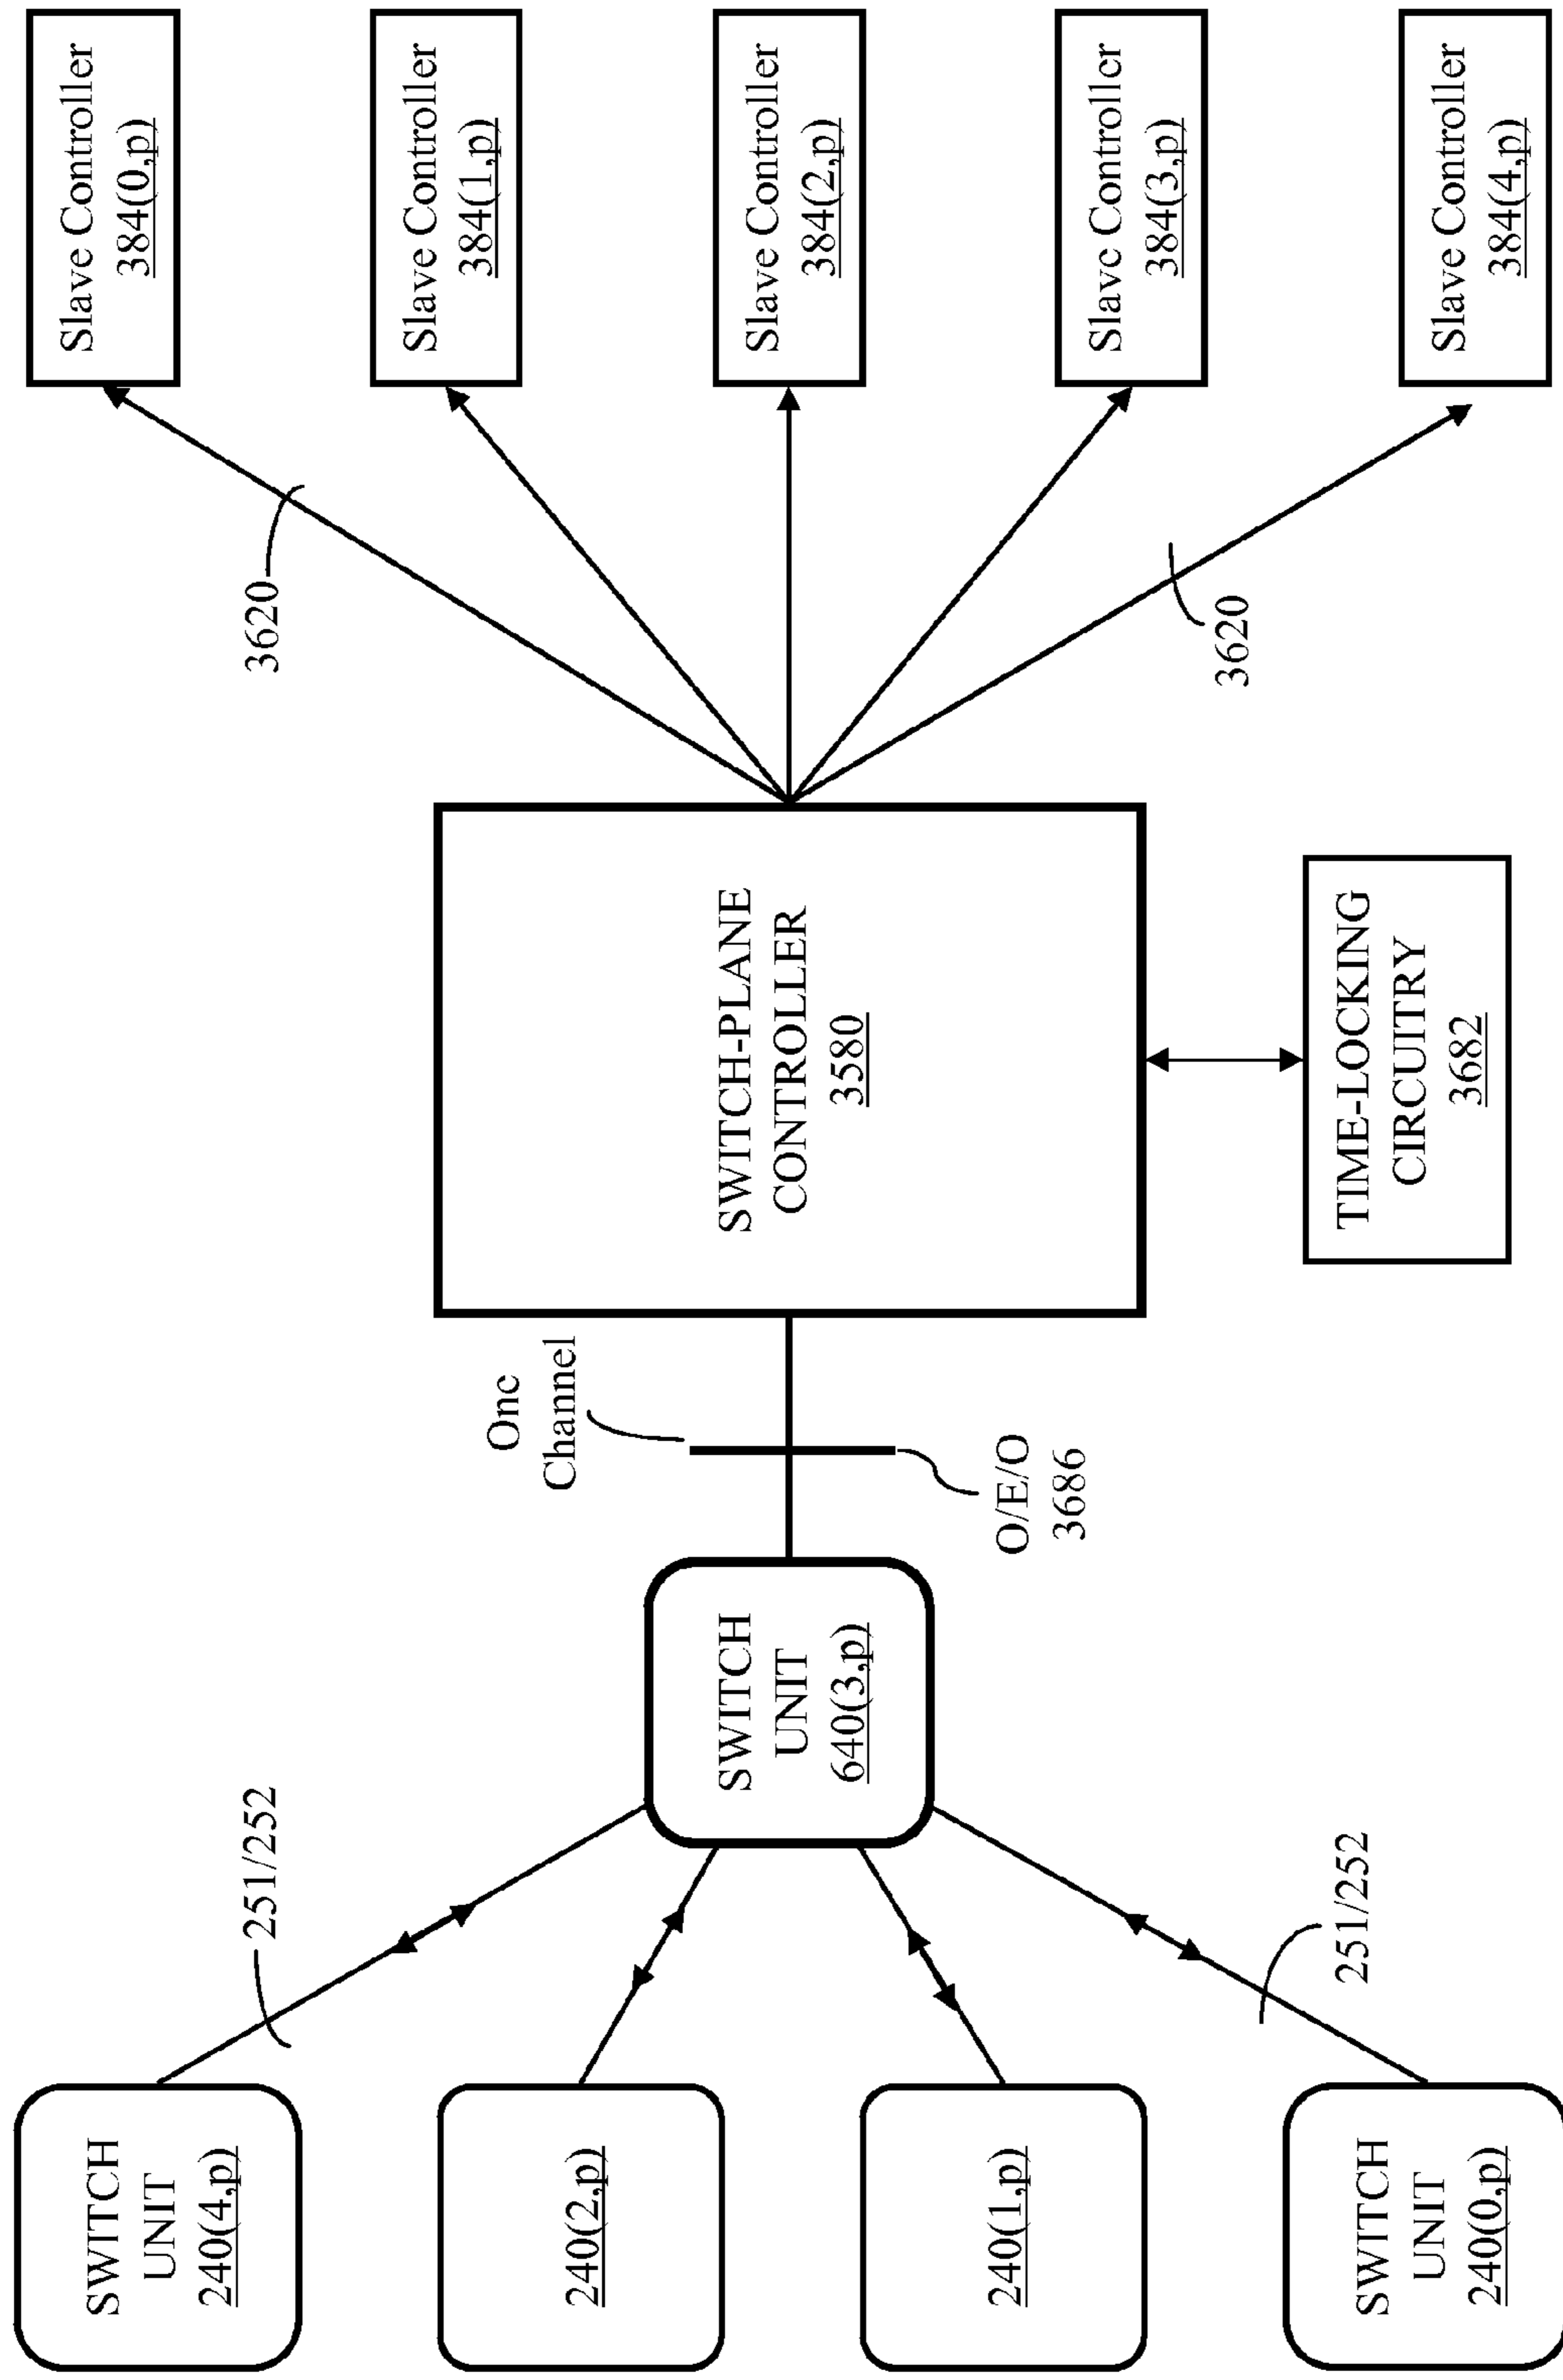 SWITCH
UNIT
240(4,p)
240(2,p)
240(1,p)
SWITCH
UNIT
240(0,p)
251/252
251/252
SWITCH
UNIT
640(3,p)
One
Channel
O/E/O
3686
SWITCH-PLANE
CONTROLLER
3580
TIME-LOCKING
CIRCUITRY
3682
3620
3620
Slave Controller
384(0,p)
Slave Controller
384(1,p)
Slave Controller
384(2,p)
Slave Controller
384(3,p)
Slave Controller
384(4,p)